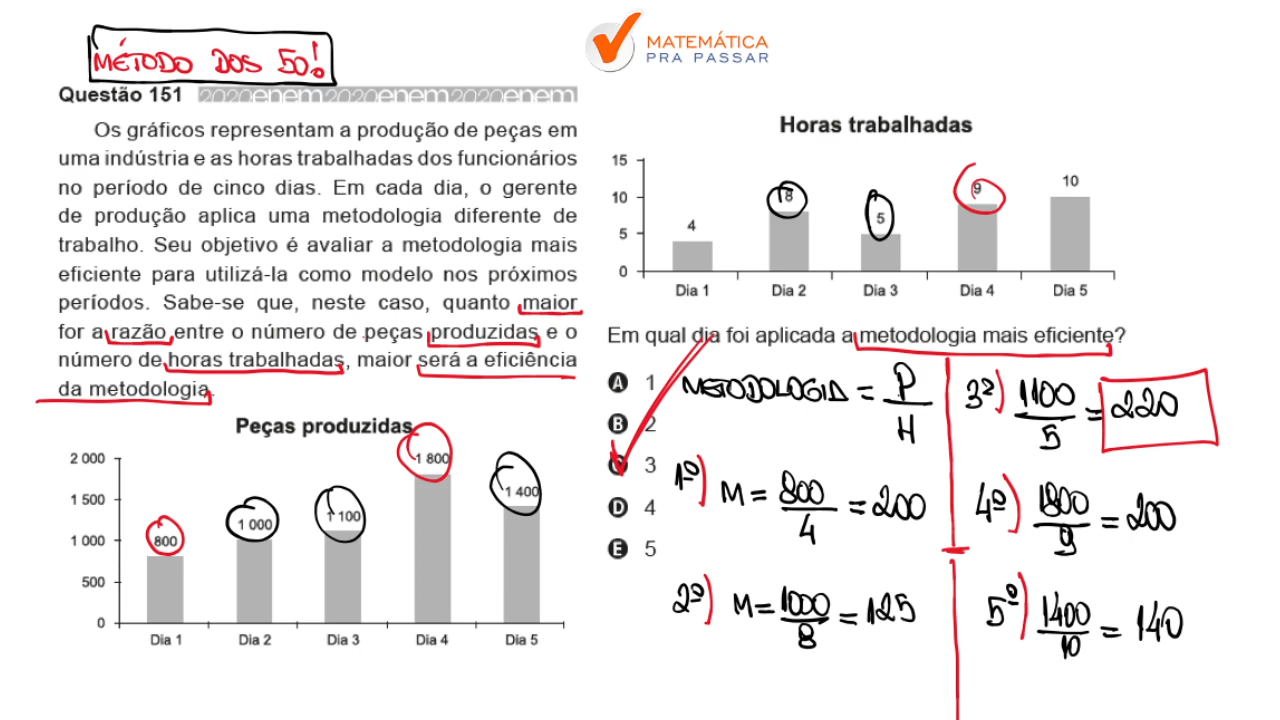 MÉTODO DOS 50!
MATEMÁTICA
PRA PASSAR
Questão 151 2020enem2020enem2020enem
Os gráficos representam a produção de peças em
uma indústria e as horas trabalhadas dos funcionários
no período de cinco dias. Em cada dia, o gerente
de produção aplica uma metodologia diferente de
trabalho. Seu objetivo é avaliar a metodologia mais
eficiente para utilizá-la como modelo nos próximos
períodos. Sabe-se que, neste caso, quanto maior
for a razão entre o número de peças produzidas e o
número de horas trabalhadas, maior será a eficiência
da metodologia.
Peças produzidas
2 000
1 500
1 000
500
0
800
1 000
1 100
1 800
1 400
Dia 1 Dia 2 Dia 3 Dia 4 Dia 5
Horas trabalhadas
15
10
5
0
4
8
5
9
10
Dia 1 Dia 2 Dia 3 Dia 4 Dia 5
Em qual dia foi aplicada a metodologia mais eficiente?
A 1
B 2
C 3
D 4
E 5
METODOLOGIA = P/H
1º) M = 800/4 = 200
2º) M = 1000/8 = 125
3º) 1100/5 = 220
4º) 1800/9 = 200
5º) 1400/10 = 140